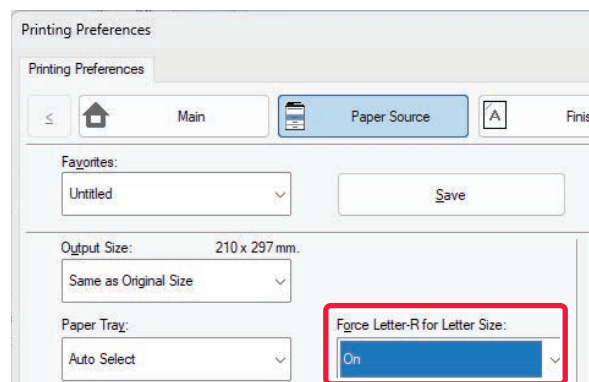 Printing Preferences
Printing Preferences
≤ Main Paper Source A
Favorites:
Untitled Save
Output Size: 210 x 297 mm.
Same as Original Size
Paper Tray: Force Letter-R for Letter Size:
Auto Select On